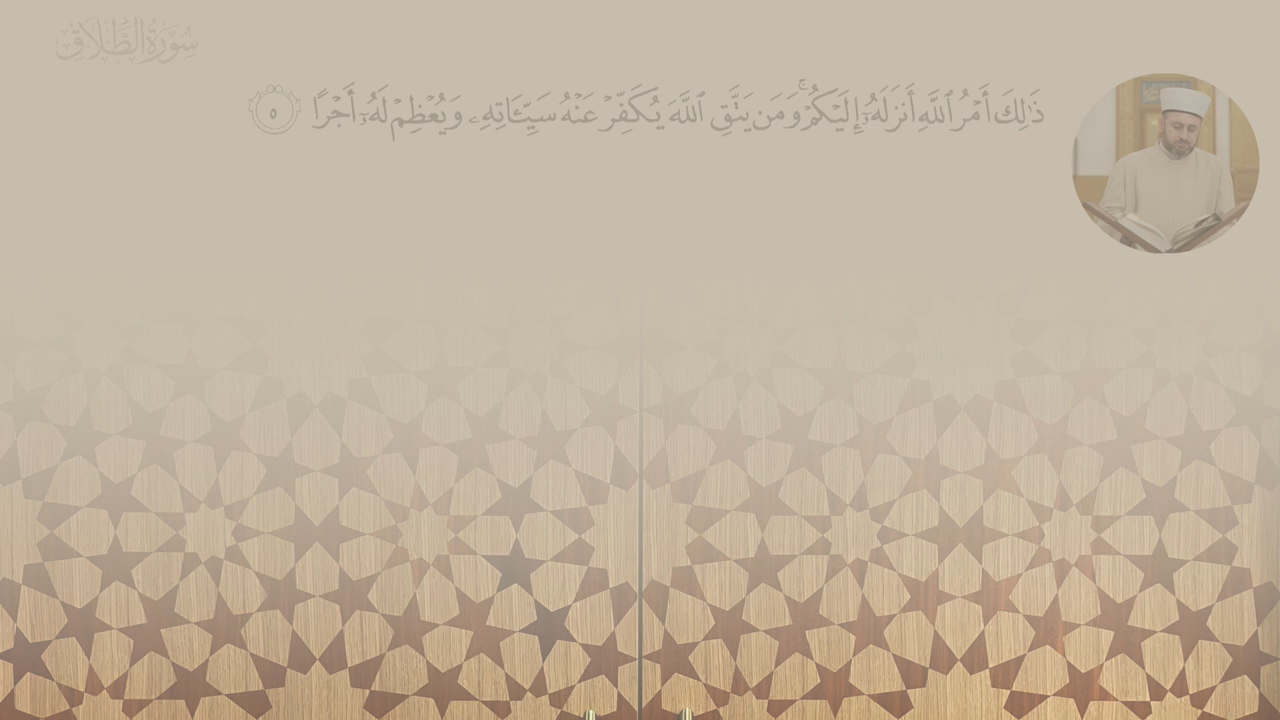 سُورَةُ الطَّلَاقِ
ذَٰلِكَ أَمْرُ ٱللَّهِ أَنزَلَهُۥٓ إِلَيْكُمْ ۚ وَمَن يَتَّقِ ٱللَّهَ يُكَفِّرْ عَنْهُ سَيِّـَٔاتِهِۦ وَيُعْظِمْ لَهُۥٓ أَجْرًا ٥